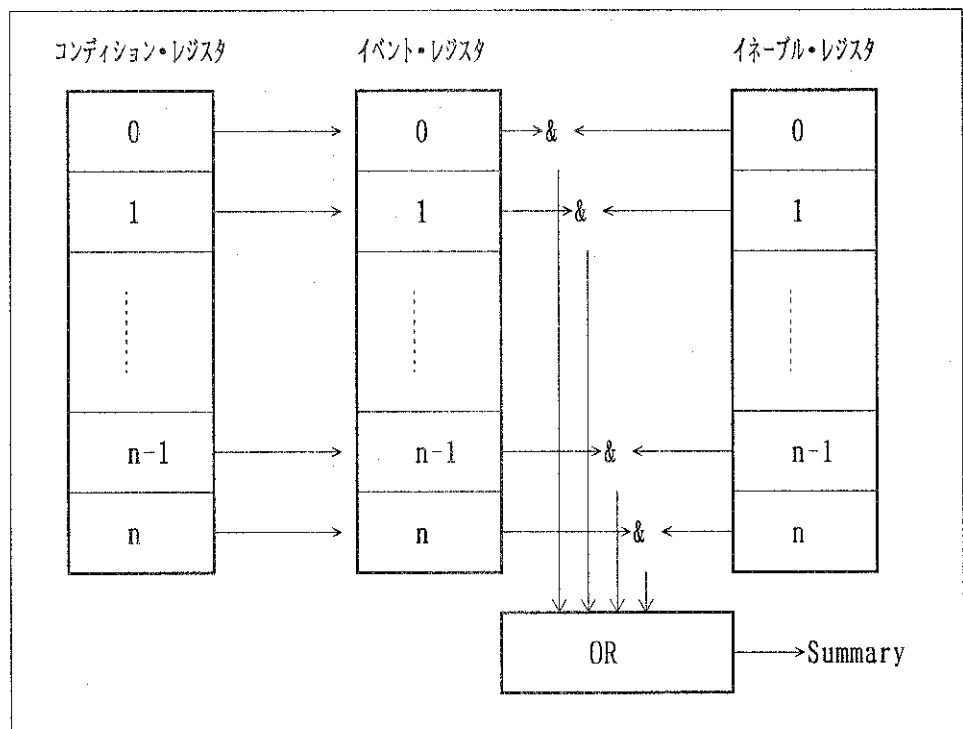 コンディション・レジスタ イベント・レジスタ イネーブル・レジスタ
0 0 & 0
1 1 & 1
n-1 n-1 & n-1
n n & n
OR Summary